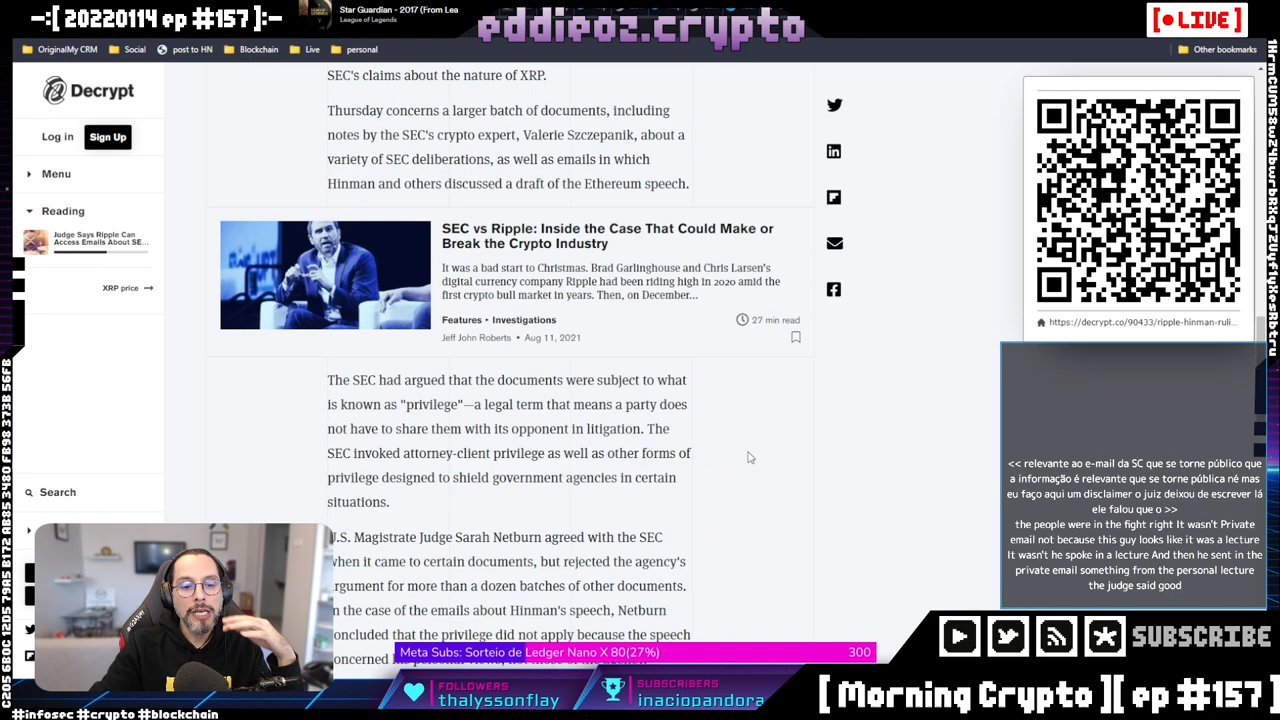 -:[ 20220114 ep #157]:-
Star Guardian - 2017 (From Lea
League of Legends
eddieoz.crypto
[ LIVE ]
OriginalMy CRM
Social
post to HN
Blockchain
Live
personal
Other bookmarks
Decrypt
Log in
Sign Up
Menu
Reading
Judge Says Ripple Can
Access Emails About SE...
XRP price
Search
SEC's claims about the nature of XRP.
Thursday concerns a larger batch of documents, including
notes by the SEC's crypto expert, Valerie Szczepanik, about a
variety of SEC deliberations, as well as emails in which
Hinman and others discussed a draft of the Ethereum speech.
SEC vs Ripple: Inside the Case That Could Make or
Break the Crypto Industry
It was a bad start to Christmas. Brad Garlinghouse and Chris Larsen's
digital currency company Ripple had been riding high in 2020 amid the
first crypto bull market in years. Then, on December...
Features • Investigations
27 min read
Jeff John Roberts • Aug 11, 2021
The SEC had argued that the documents were subject to what
is known as "privilege"—a legal term that means a party does
not have to share them with its opponent in litigation. The
SEC invoked attorney-client privilege as well as other forms of
privilege designed to shield government agencies in certain
situations.
U.S. Magistrate Judge Sarah Netburn agreed with the SEC
when it came to certain documents, but rejected the agency's
argument for more than a dozen batches of other documents.
In the case of the emails about Hinman's speech, Netburn
concluded that the privilege did not apply because the speech
concerned
https://decrypt.co/90433/ripple-hinman-ruli...
<< relevante ao e-mail da SC que se torne público que
a informação é relevante que se torne pública né mas
eu faço aqui um disclaimer o juiz deixou de escrever lá
ele falou que o >>
the people were in the fight right It wasn't Private
email not because this guy looks like it was a lecture
It wasn't he spoke in a lecture And then he sent in the
private email something from the personal lecture
the judge said good
Meta Subs: Sorteio de Ledger Nano X 80(27%)
300
SUBSCRIBE
FOLLOWERS
thalyssonflay
SUBSCRIBERS
inaciopandora
[ Morning Crypto ][ ep #157 ]
#infosec #crypto #blockchain